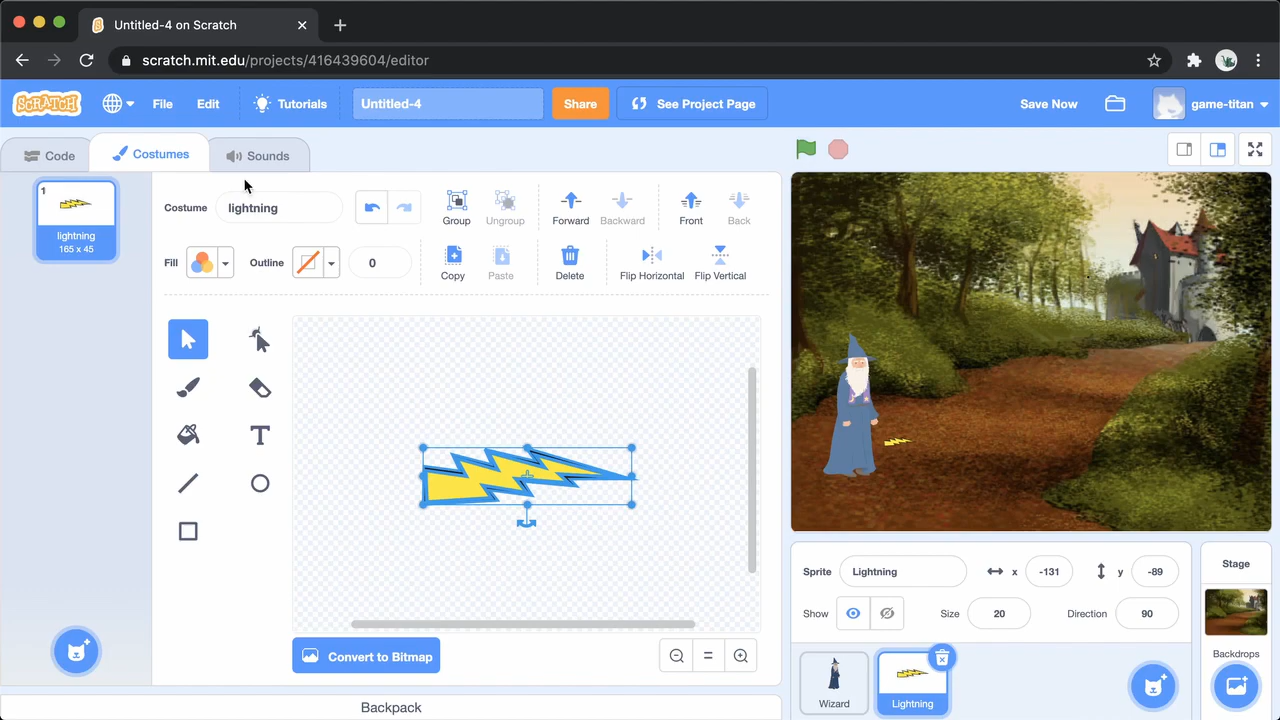 Untitled-4 on Scratch
scratch.mit.edu/projects/416439604/editor
SCRATCH
File
Edit
Tutorials
Untitled-4
Share
See Project Page
Save Now
game-titan
Code
Costumes
Sounds
1
lightning
165 x 45
Costume
lightning
Group
Ungroup
Forward
Backward
Front
Back
Fill
Outline
0
Copy
Paste
Delete
Flip Horizontal
Flip Vertical
T
Convert to Bitmap
Backpack
Sprite
Lightning
x
-131
y
-89
Show
Size
20
Direction
90
Wizard
Lightning
Stage
Backdrops